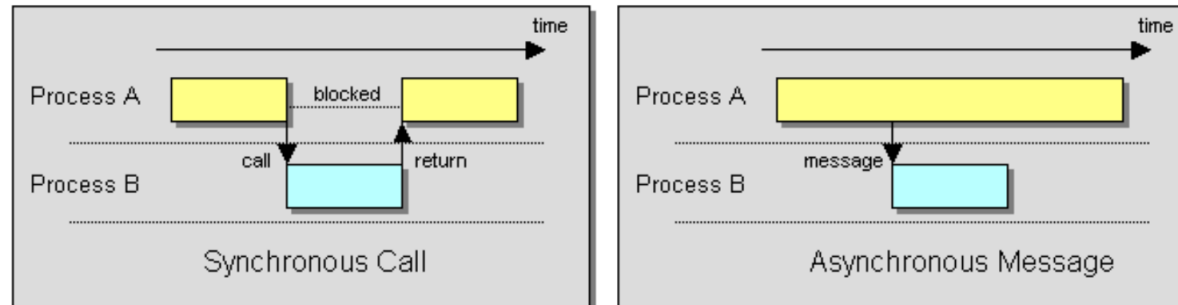 time
Process A
blocked
call
return
Process B
Synchronous Call
time
Process A
message
Process B
Asynchronous Message